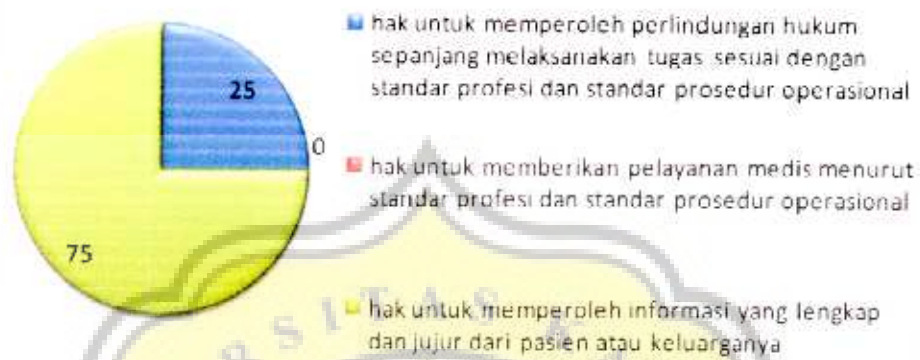 hak untuk memperoleh perlindungan hukum
sepanjang melaksanakan tugas sesuai dengan
standar profesi dan standar prosedur operasional
25
0
hak untuk memberikan pelayanan medis menurut
standar profesi dan standar prosedur operasional
75
hak untuk memperoleh informasi yang lengkap
dan jujur dari pasien atau keluarganya